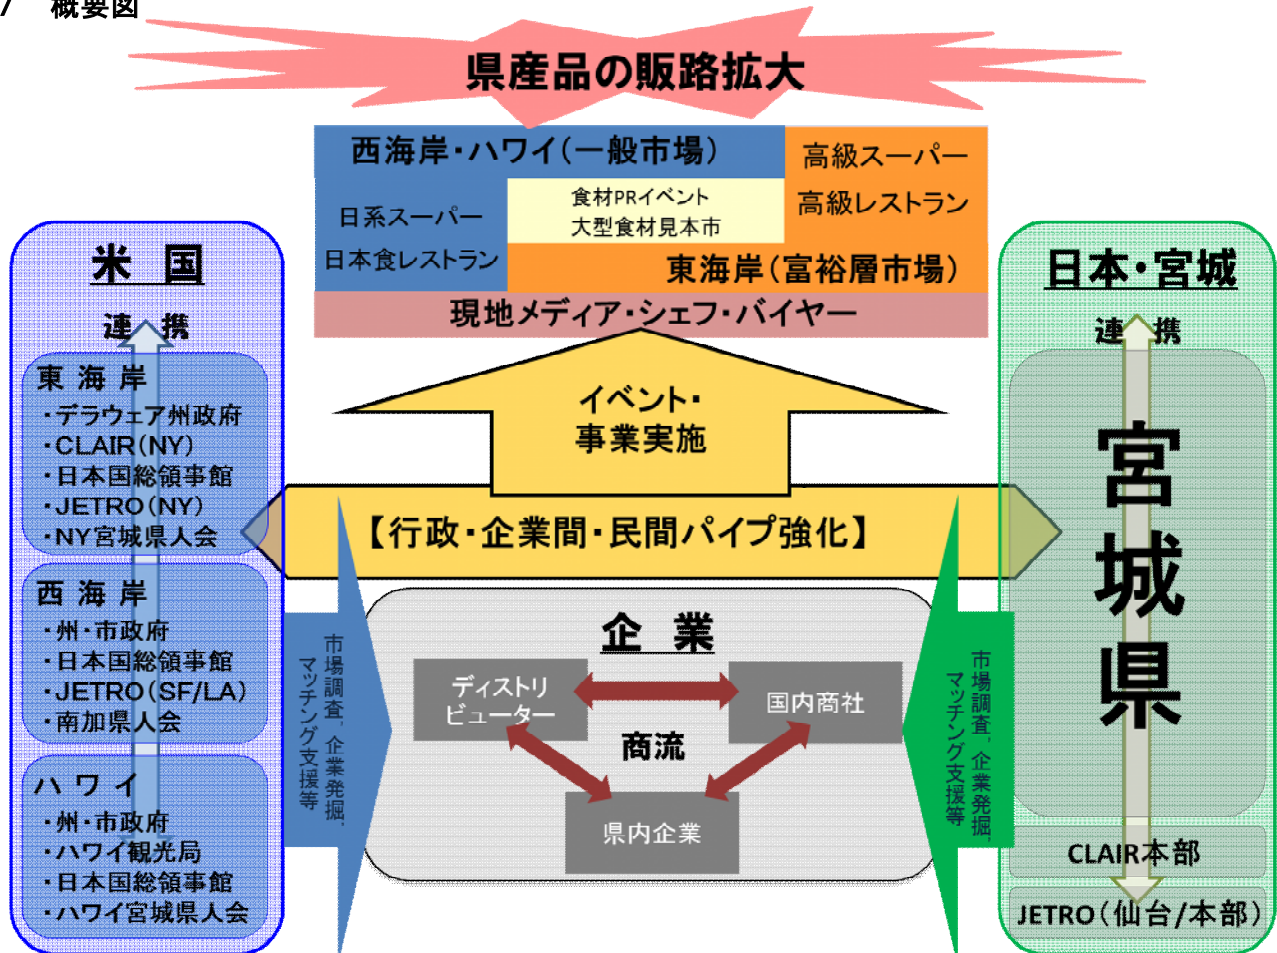 7　概要図
県産品の販路拡大
西海岸・ハワイ（一般市場）
高級スーパー
高級レストラン
食材PRイベント
大型食材見本市
日系スーパー
日本食レストラン
東海岸（富裕層市場）
現地メディア・シェフ・バイヤー
イベント・
事業実施
【行政・企業間・民間パイプ強化】
米　国
連　携
東 海 岸
・デラウェア州政府
・CLAIR（NY）
・日本国総領事館
・JETRO（NY）
・NY宮城県人会
西 海 岸
・州・市政府
・日本国総領事館
・JETRO（SF/LA）
・南加県人会
ハ ワ イ
・州・市政府
・ハワイ観光局
・日本国総領事館
・ハワイ宮城県人会
市場調査，企業発掘，
マッチング支援等
企　業
ディストリ
ビューター
国内商社
商流
県内企業
市場調査，企業発掘，
マッチング支援等
日本・宮城
連　携
宮城県
CLAIR本部
JETRO（仙台/本部）